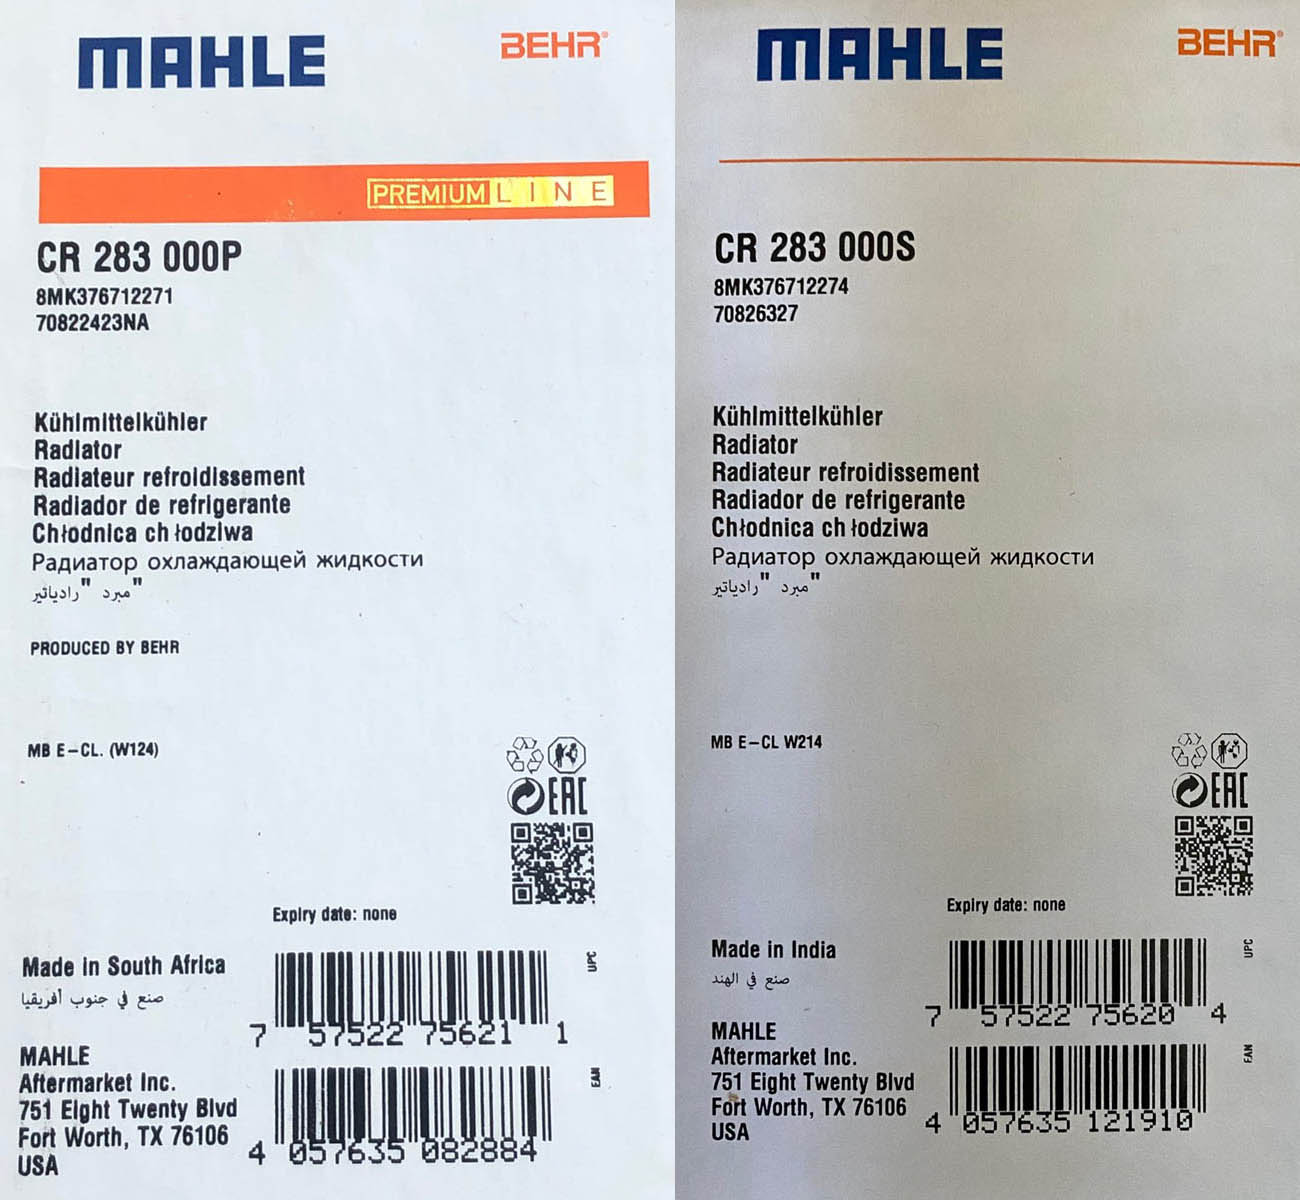 MAHLE
BEHR®
PREMIUM LINE
CR 283 000P
8MK376712271
70822423NA
Kühlmittelkühler
Radiator
Radiateur refroidissement
Radiador de refrigerante
Chłodnica ch łodziwa
Радиатор охлаждающей жидкости
مبرد "رادياتير"
PRODUCED BY BEHR
MB E-CL. (W124)
EAC
Expiry date: none
Made in South Africa
صنع في جنوب أفريقيا
UPC
7 57522 75621 1
MAHLE
Aftermarket Inc.
751 Eight Twenty Blvd
Fort Worth, TX 76106
USA
EAN
4 057635 082884
MAHLE
BEHR®
CR 283 000S
8MK376712274
70826327
Kühlmittelkühler
Radiator
Radiateur refroidissement
Radiador de refrigerante
Chłodnica ch łodziwa
Радиатор охлаждающей жидкости
مبرد "رادياتير"
MB E-CL W214
EAC
Expiry date: none
Made in India
صنع في الهند
UPC
7 57522 75620 4
MAHLE
Aftermarket Inc.
751 Eight Twenty Blvd
Fort Worth, TX 76106
USA
EAN
4 057635 121910